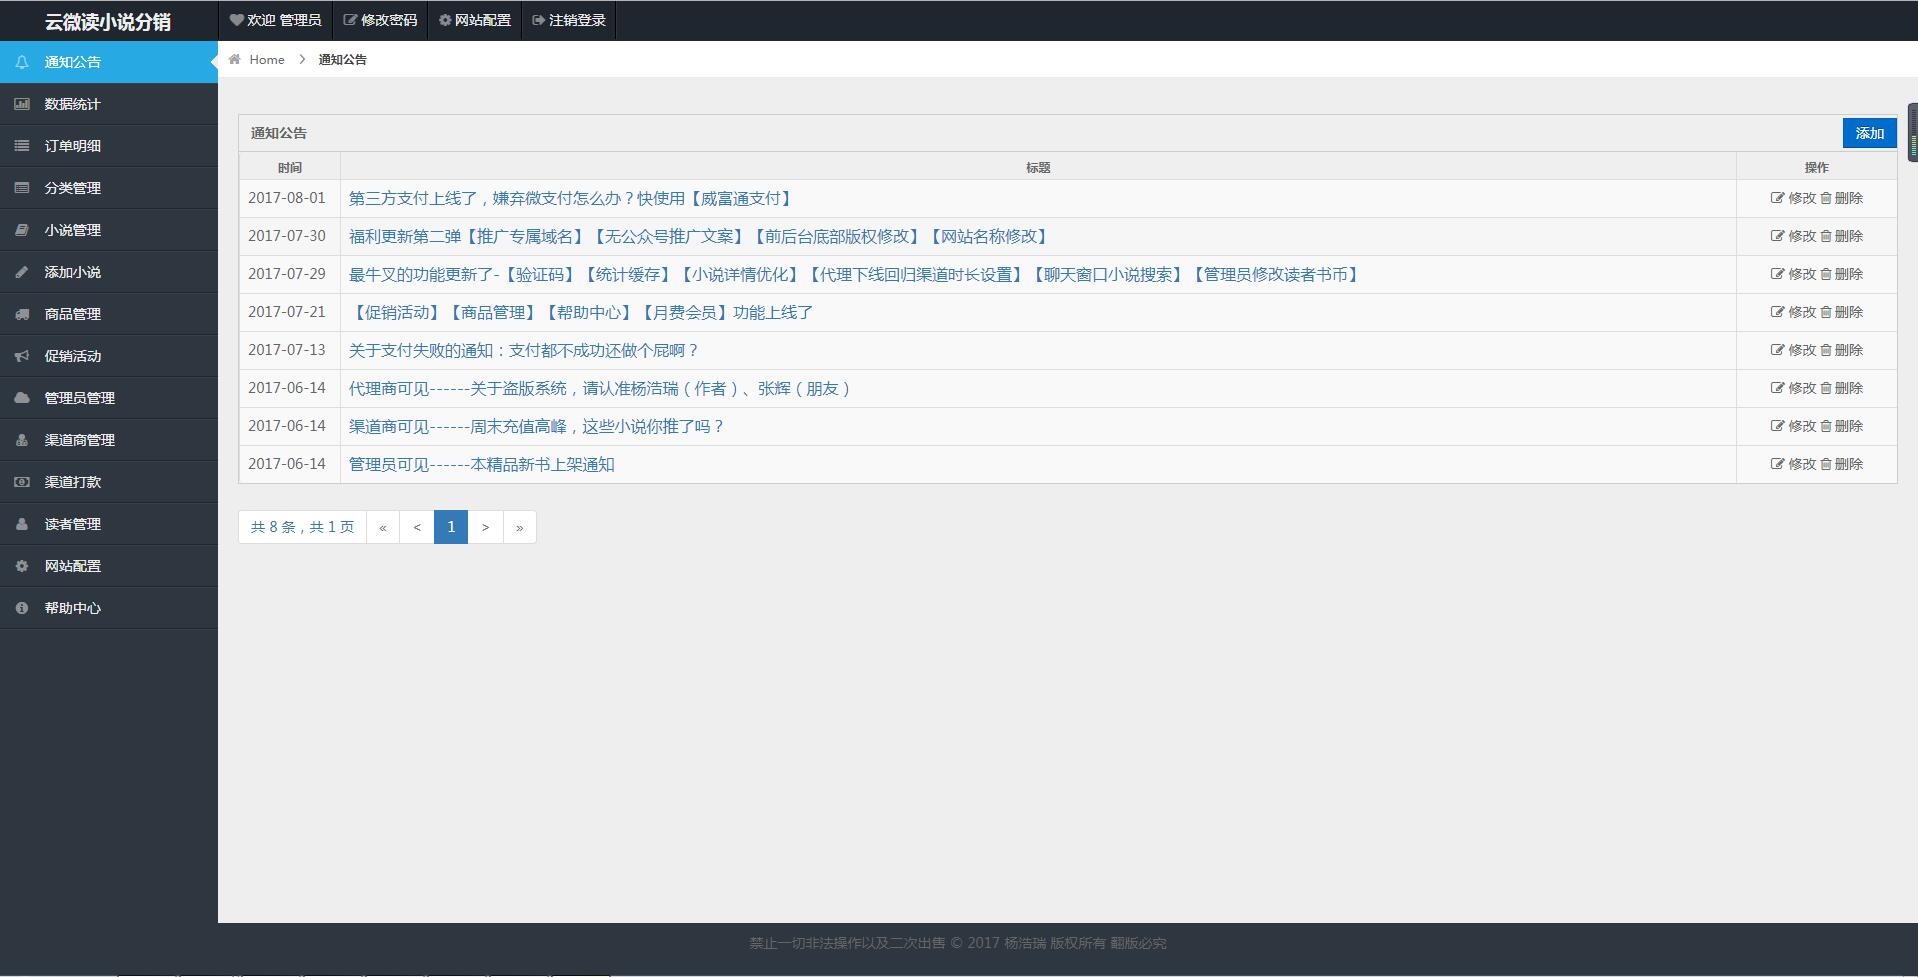 云微读小说分销 欢迎 管理员 修改密码 网站配置 注销登录
Home 通知公告
通知公告
数据统计
订单明细
分类管理
小说管理
添加小说
商品管理
促销活动
管理员管理
渠道商管理
渠道打款
读者管理
网站配置
帮助中心
通知公告 添加
时间 标题 操作
2017-08-01 第三方支付上线了，嫌弃微支付怎么办？快使用【威富通支付】 修改 删除
2017-07-30 福利更新第二弹【推广专属域名】【无公众号推广文案】【前后台底部版权修改】【网站名称修改】 修改 删除
2017-07-29 最牛叉的功能更新了-【验证码】【统计缓存】【小说详情优化】【代理下线回归渠道时长设置】【聊天窗口小说搜索】【管理员修改读者书币】 修改 删除
2017-07-21 【促销活动】【商品管理】【帮助中心】【月费会员】功能上线了 修改 删除
2017-07-13 关于支付失败的通知：支付都不成功还做个屁啊？ 修改 删除
2017-06-14 代理商可见------关于盗版系统，请认准杨浩瑞（作者）、张辉（朋友） 修改 删除
2017-06-14 渠道商可见------周末充值高峰，这些小说你推了吗？ 修改 删除
2017-06-14 管理员可见------本精品新书上架通知 修改 删除
共 8 条，共 1 页 « < 1 > »
禁止一切非法操作以及二次出售 © 2017 杨浩瑞 版权所有 翻版必究